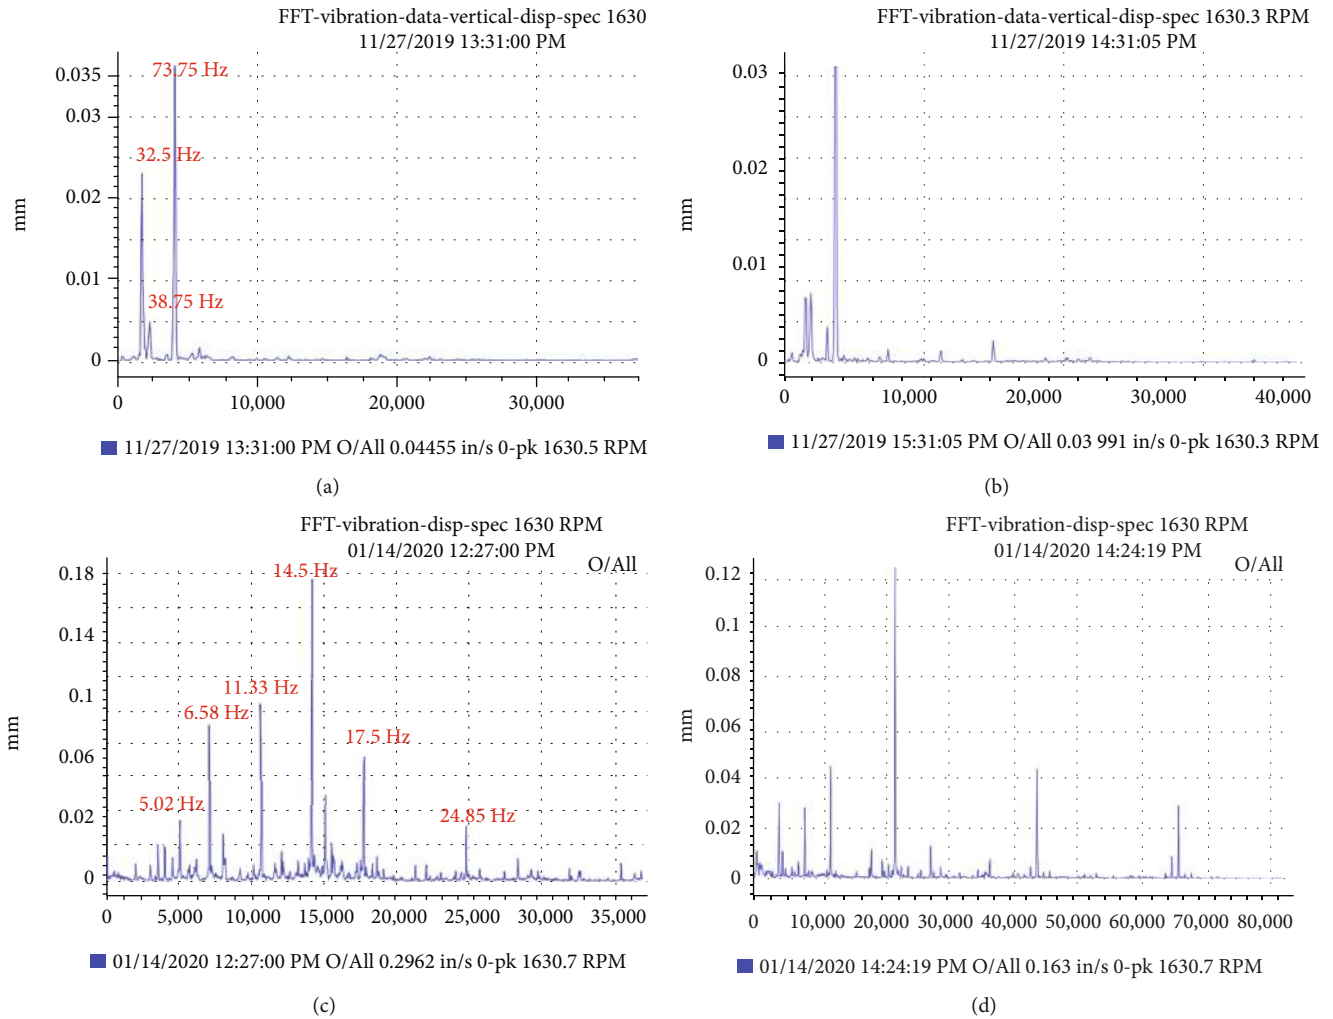 FFT-vibration-data-vertical-disp-spec 1630
11/27/2019 13:31:00 PM
0.035
0.03
0.02
0.01
0
mm
73.75 Hz
32.5 Hz
38.75 Hz
0 10,000 20,000 30,000
11/27/2019 13:31:00 PM O/All 0.04455 in/s 0-pk 1630.5 RPM
(a)
FFT-vibration-data-vertical-disp-spec 1630.3 RPM
11/27/2019 14:31:05 PM
0.03
0.02
0.01
0
mm
0 10,000 20,000 30,000 40,000
11/27/2019 15:31:05 PM O/All 0.03 991 in/s 0-pk 1630.3 RPM
(b)
FFT-vibration-disp-spec 1630 RPM
01/14/2020 12:27:00 PM
O/All
0.18
0.14
0.1
0.06
0.02
0
mm
14.5 Hz
11.33 Hz
6.58 Hz
17.5 Hz
5.02 Hz
24.85 Hz
0 5,000 10,000 15,000 20,000 25,000 30,000 35,000
01/14/2020 12:27:00 PM O/All 0.2962 in/s 0-pk 1630.7 RPM
(c)
FFT-vibration-disp-spec 1630 RPM
01/14/2020 14:24:19 PM
O/All
0.12
0.1
0.08
0.06
0.04
0.02
0
mm
0 10,000 20,000 30,000 40,000 50,000 60,000 70,000 80,000
01/14/2020 14:24:19 PM O/All 0.163 in/s 0-pk 1630.7 RPM
(d)